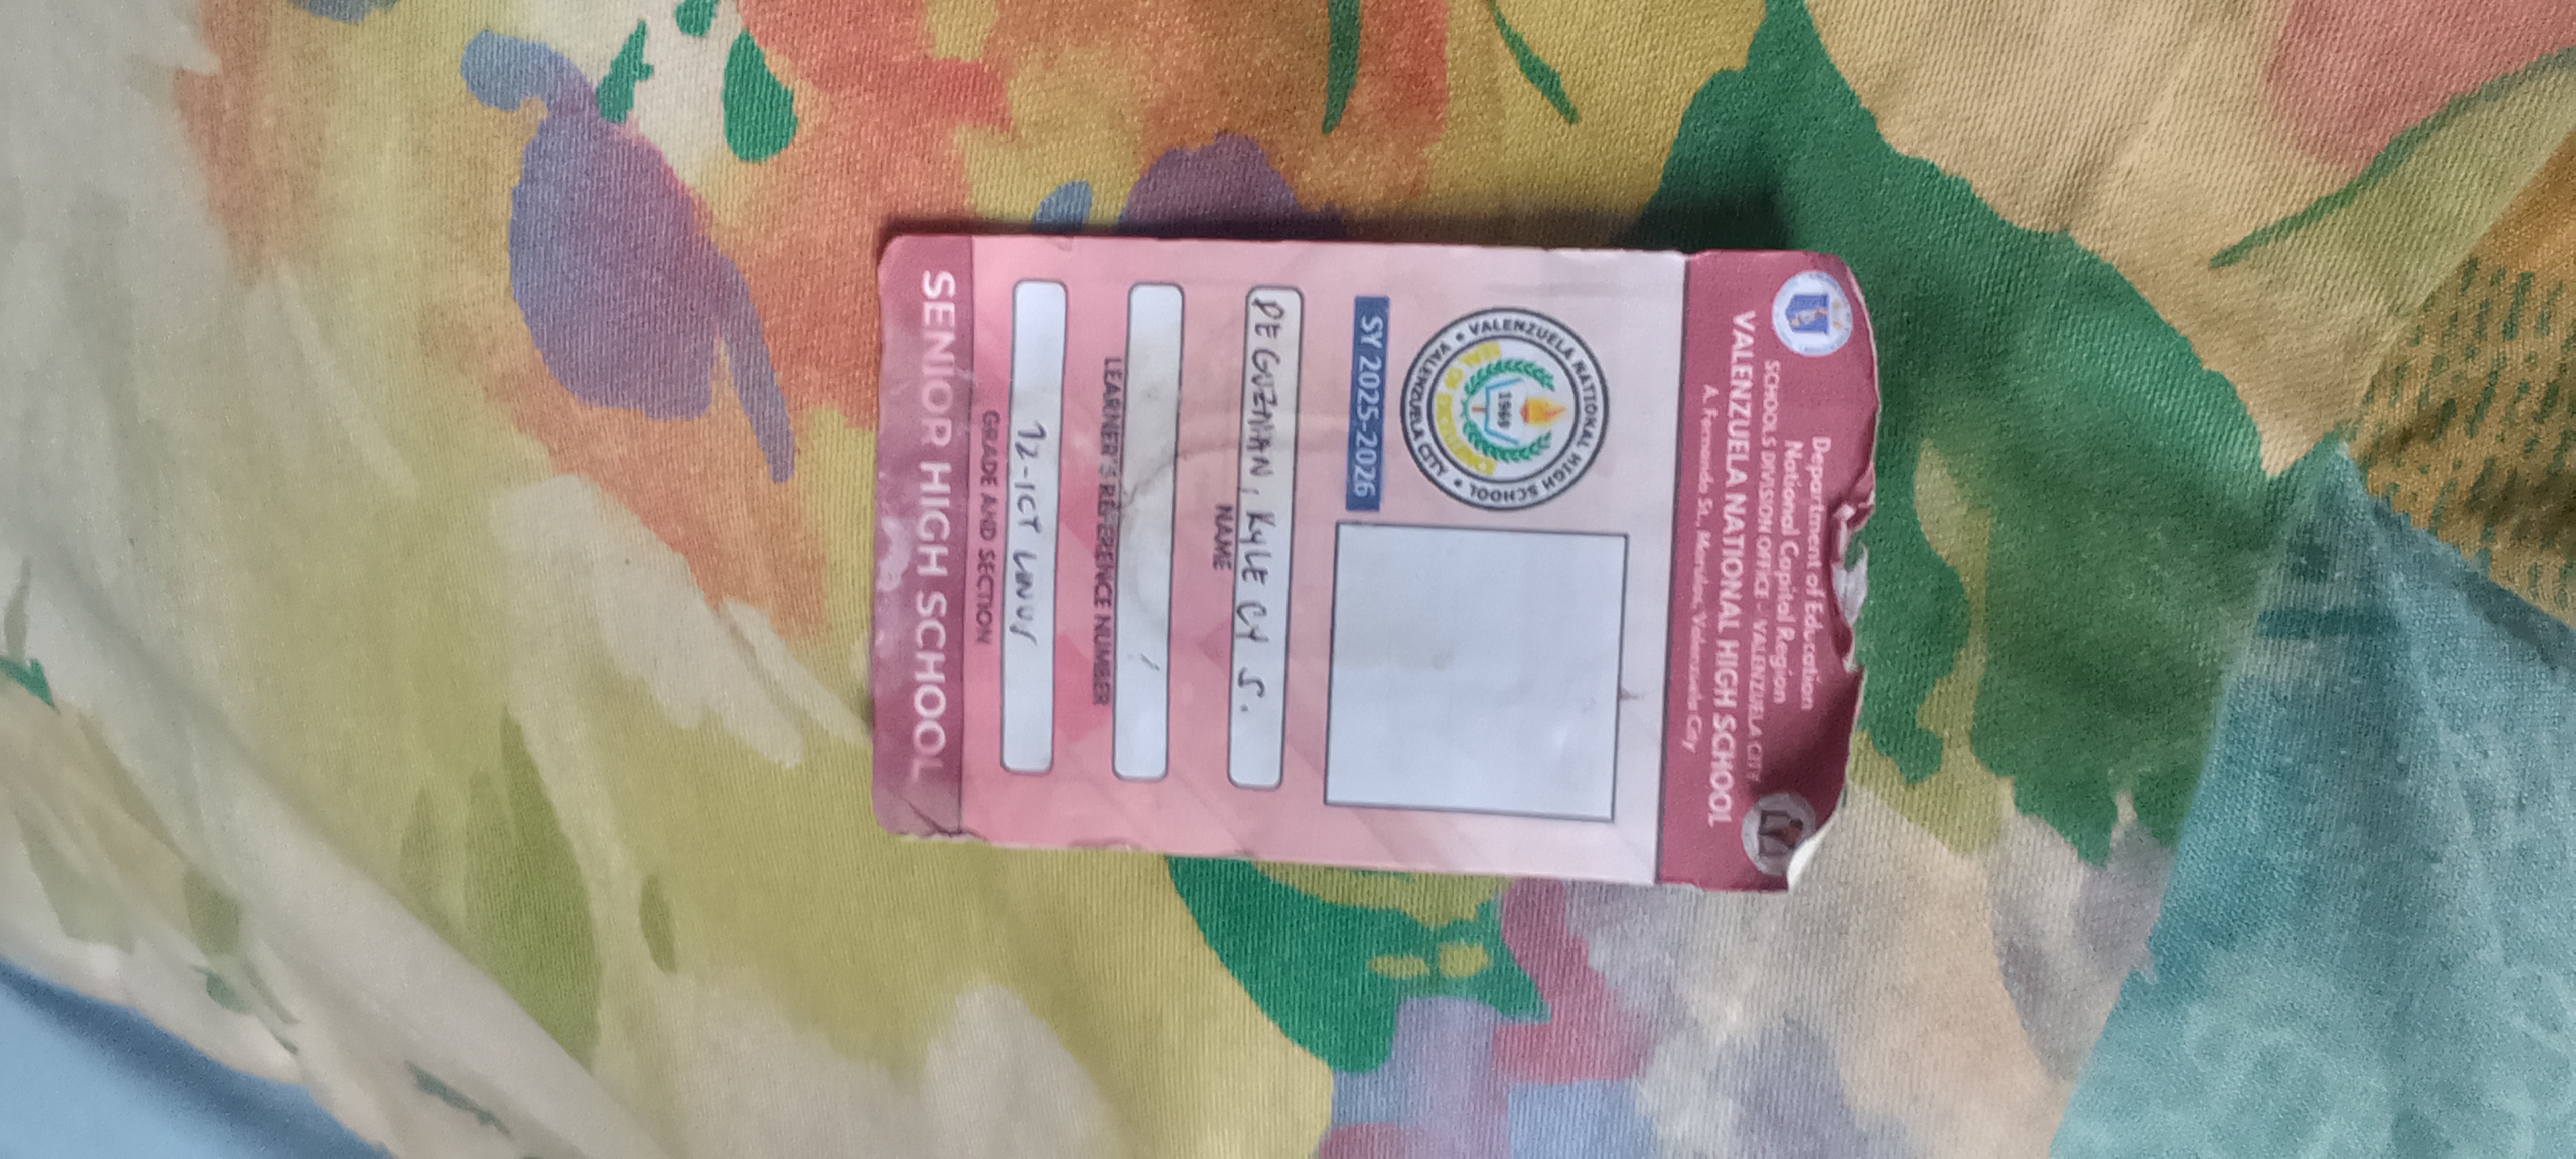 Department of Education
National Capital Region
SCHOOLS DIVISION OFFICE - VALENZUELA CITY
VALENZUELA NATIONAL HIGH SCHOOL
A. Fernando St., Marulas, Valenzuela City
VALENZUELA NATIONAL HIGH SCHOOL
VALENZUELA CITY
1969
SY 2025-2026
DE GUZMAN, KYLE CY S.
NAME
LEARNER'S REFERENCE NUMBER
12-ICT LINUS
GRADE AND SECTION
SENIOR HIGH SCHOOL